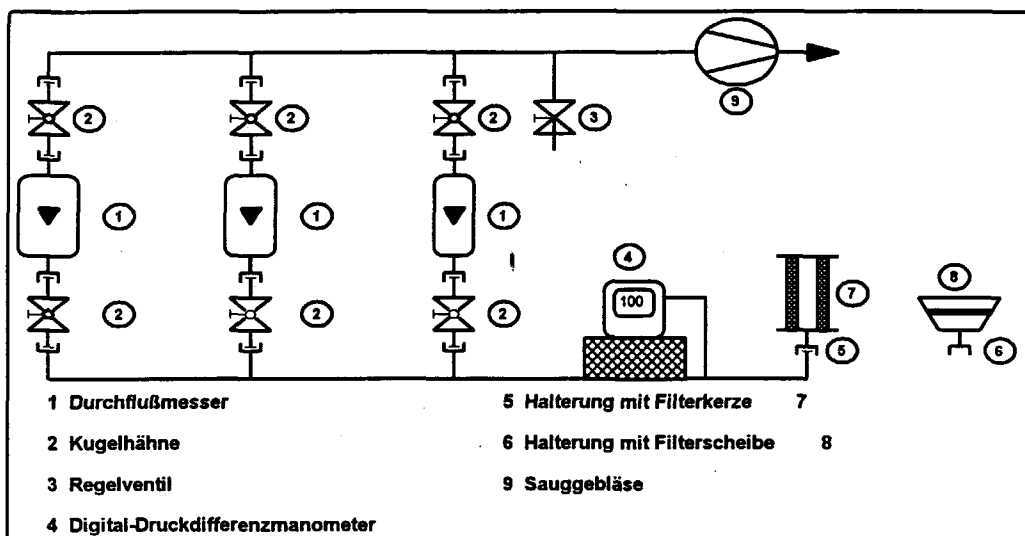 9
2 2 2 3
1 1 1
4
100
8
7
2 2 2
5 6
1 Durchflußmesser
2 Kugelhähne
3 Regelventil
4 Digital-Druckdifferenzmanometer
5 Halterung mit Filterkerze 7
6 Halterung mit Filterscheibe 8
9 Sauggebläse